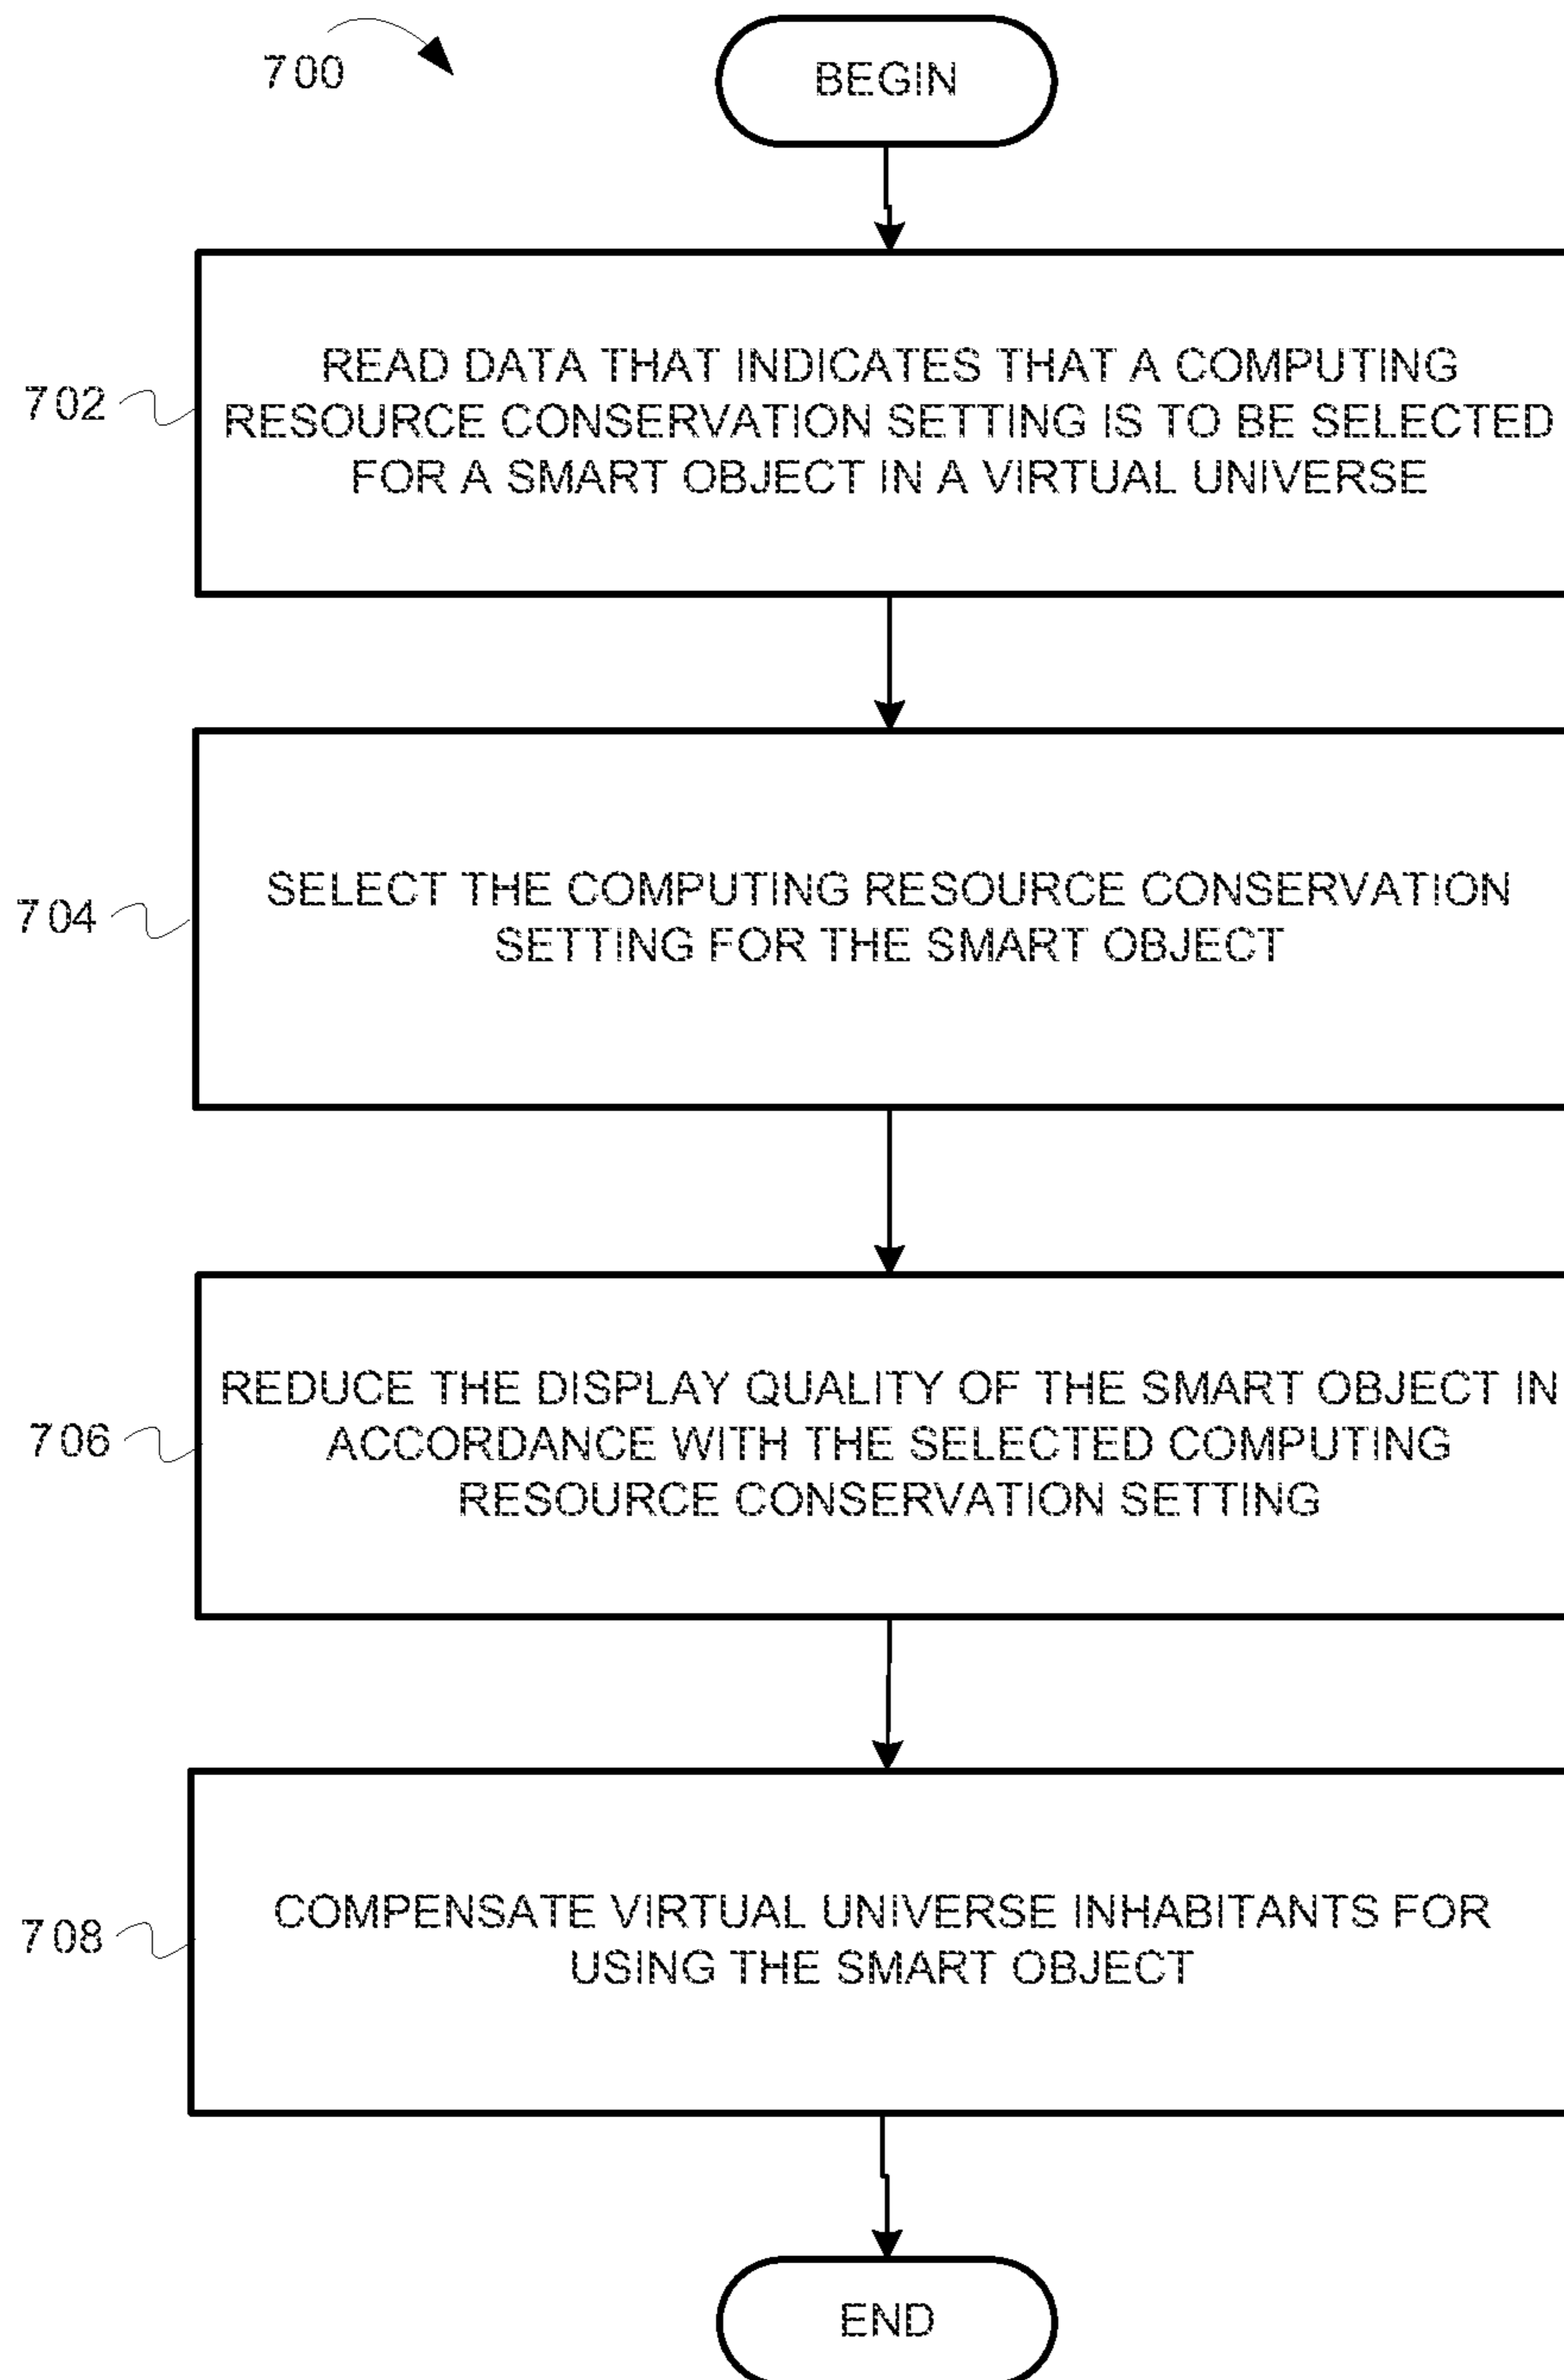 700
BEGIN
702
READ DATA THAT INDICATES THAT A COMPUTING
RESOURCE CONSERVATION SETTING IS TO BE SELECTED
FOR A SMART OBJECT IN A VIRTUAL UNIVERSE
704
SELECT THE COMPUTING RESOURCE CONSERVATION
SETTING FOR THE SMART OBJECT
706
REDUCE THE DISPLAY QUALITY OF THE SMART OBJECT IN
ACCORDANCE WITH THE SELECTED COMPUTING
RESOURCE CONSERVATION SETTING
708
COMPENSATE VIRTUAL UNIVERSE INHABITANTS FOR
USING THE SMART OBJECT
END